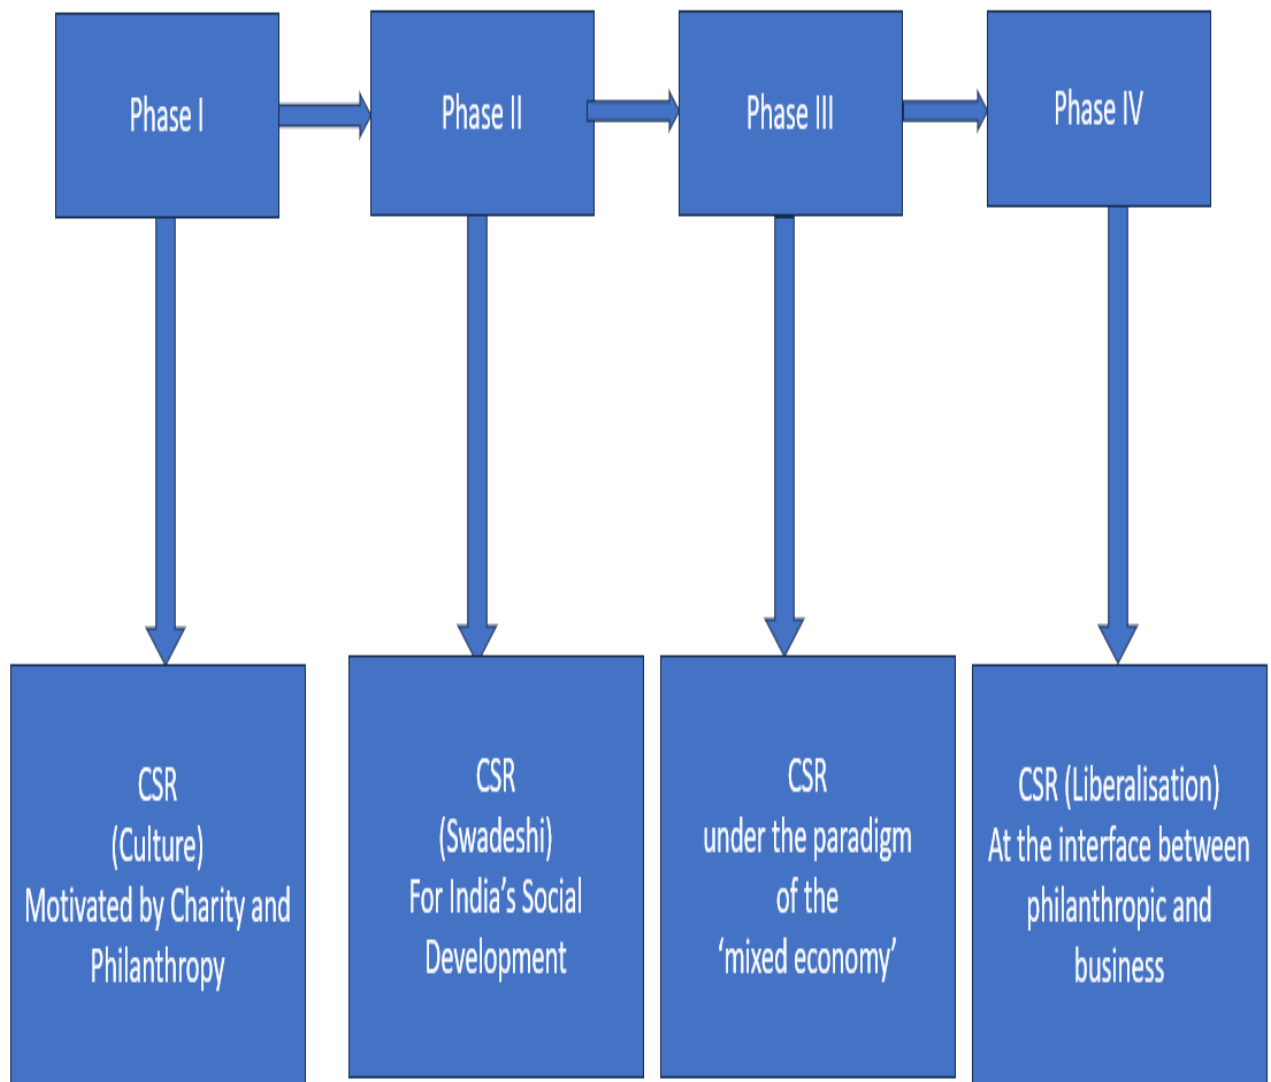 Phase I
Phase II
Phase III
Phase IV
CSR
(Culture)
Motivated by Charity and
Philanthropy
CSR
(Swadeshi)
For India’s Social
Development
CSR
under the paradigm
of the
‘mixed economy’
CSR (Liberalisation)
At the interface between
philanthropic and
business